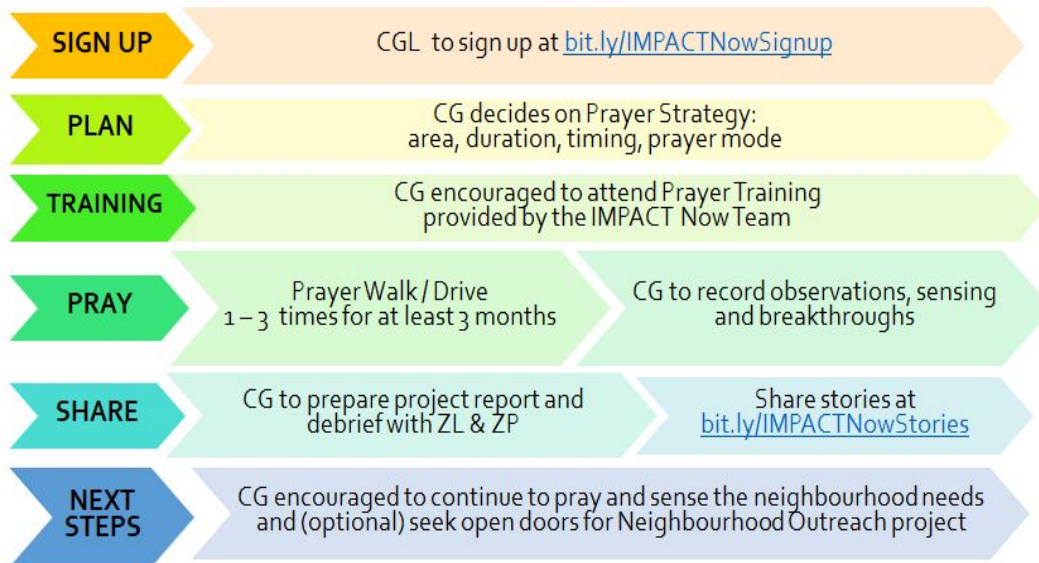 SIGN UP
CGL to sign up at bit.ly/IMPACTNowSignup
PLAN
CG decides on Prayer Strategy:
area, duration, timing, prayer mode
TRAINING
CG encouraged to attend Prayer Training
provided by the IMPACT Now Team
PRAY
Prayer Walk / Drive
1 – 3 times for at least 3 months
CG to record observations, sensing
and breakthroughs
SHARE
CG to prepare project report and
debrief with ZL & ZP
Share stories at
bit.ly/IMPACTNowStories
NEXT
STEPS
CG encouraged to continue to pray and sense the neighbourhood needs
and (optional) seek open doors for Neighbourhood Outreach project